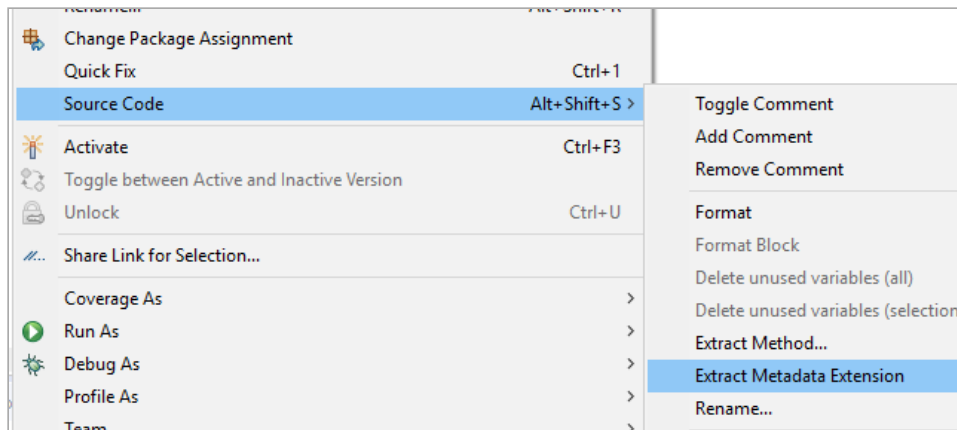 Change Package Assignment
Quick Fix Ctrl+1
Source Code Alt+Shift+S >
Activate Ctrl+F3
Toggle between Active and Inactive Version
Unlock Ctrl+U
Share Link for Selection...
Coverage As >
Run As >
Debug As >
Profile As >
Team
Toggle Comment
Add Comment
Remove Comment
Format
Format Block
Delete unused variables (all)
Delete unused variables (selection
Extract Method...
Extract Metadata Extension
Rename...